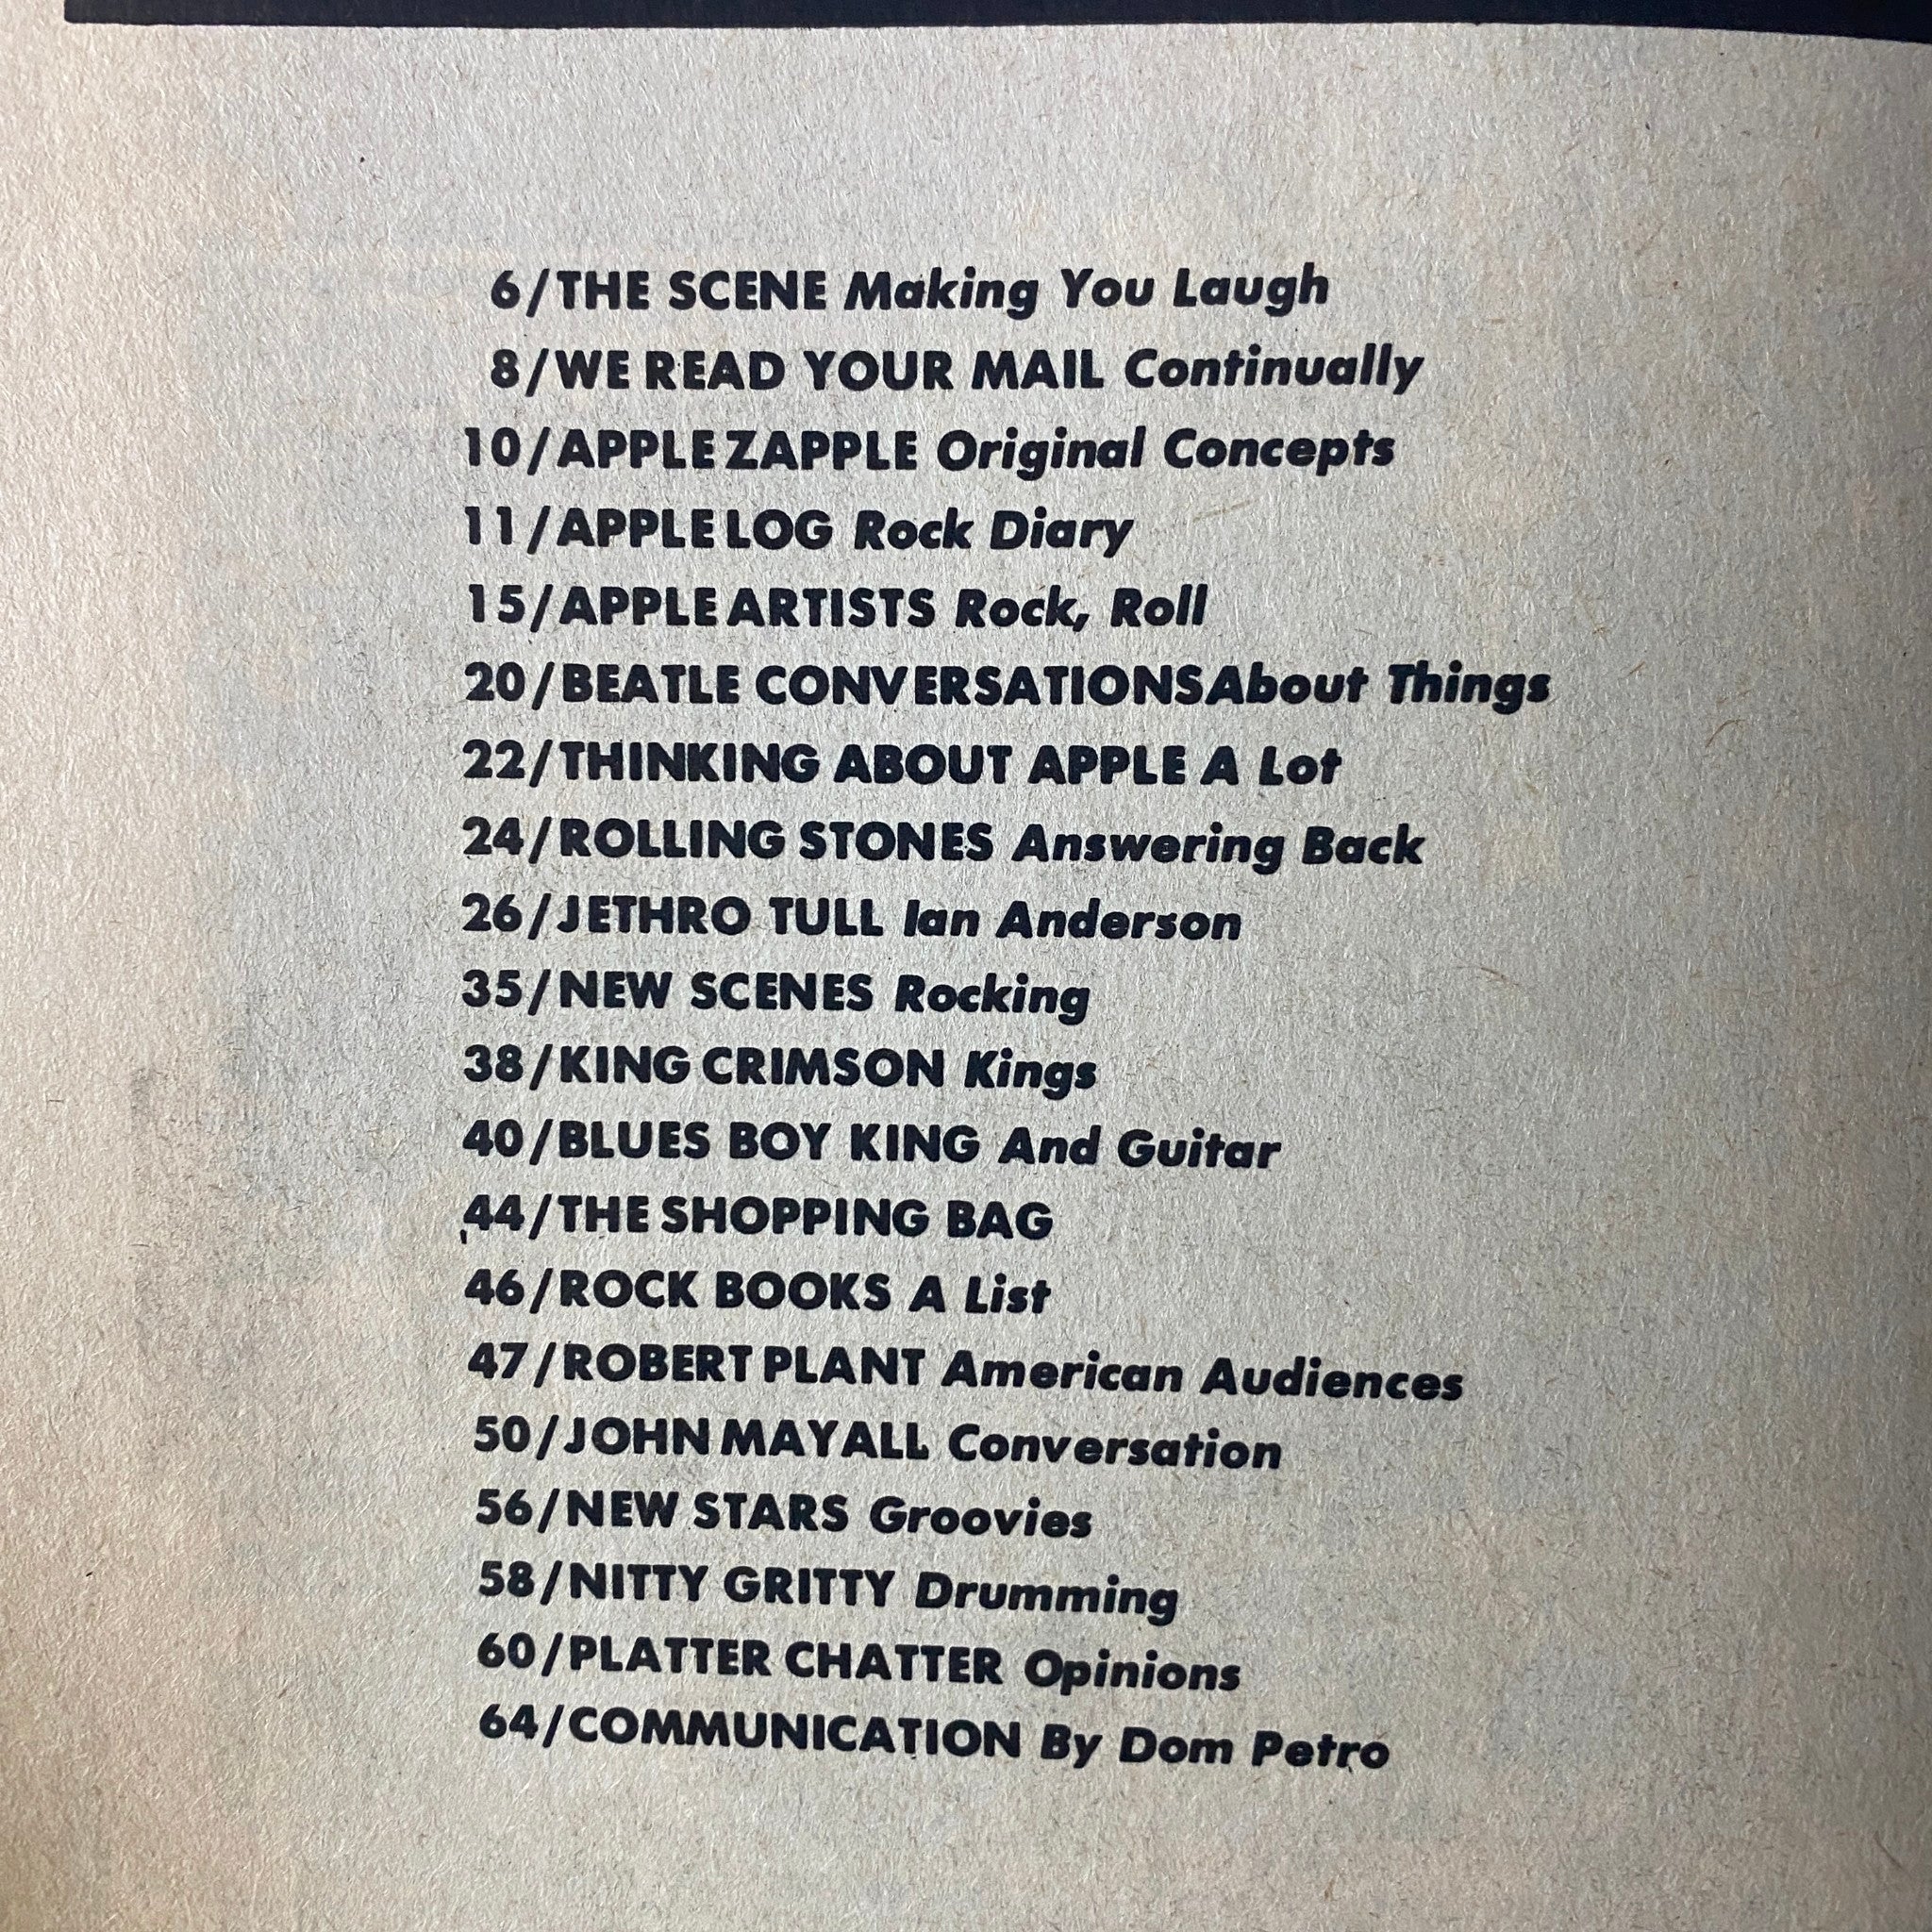 6/THE SCENE Making You Laugh
8/WE READ YOUR MAIL Continually
10/APPLE ZAPPLE Original Concepts
11/APPLE LOG Rock Diary
15/APPLE ARTISTS Rock, Roll
20/BEATLE CONVERSATIONS About Things
22/THINKING ABOUT APPLE A Lot
24/ROLLING STONES Answering Back
26/JETHRO TULL Ian Anderson
35/NEW SCENES Rocking
38/KING CRIMSON Kings
40/BLUES BOY KING And Guitar
44/THE SHOPPING BAG
46/ROCK BOOKS A List
47/ROBERT PLANT American Audiences
50/JOHN MAYALL Conversation
56/NEW STARS Groovies
58/NITTY GRITTY Drumming
60/PLATTER CHATTER Opinions
64/COMMUNICATION By Dom Petro